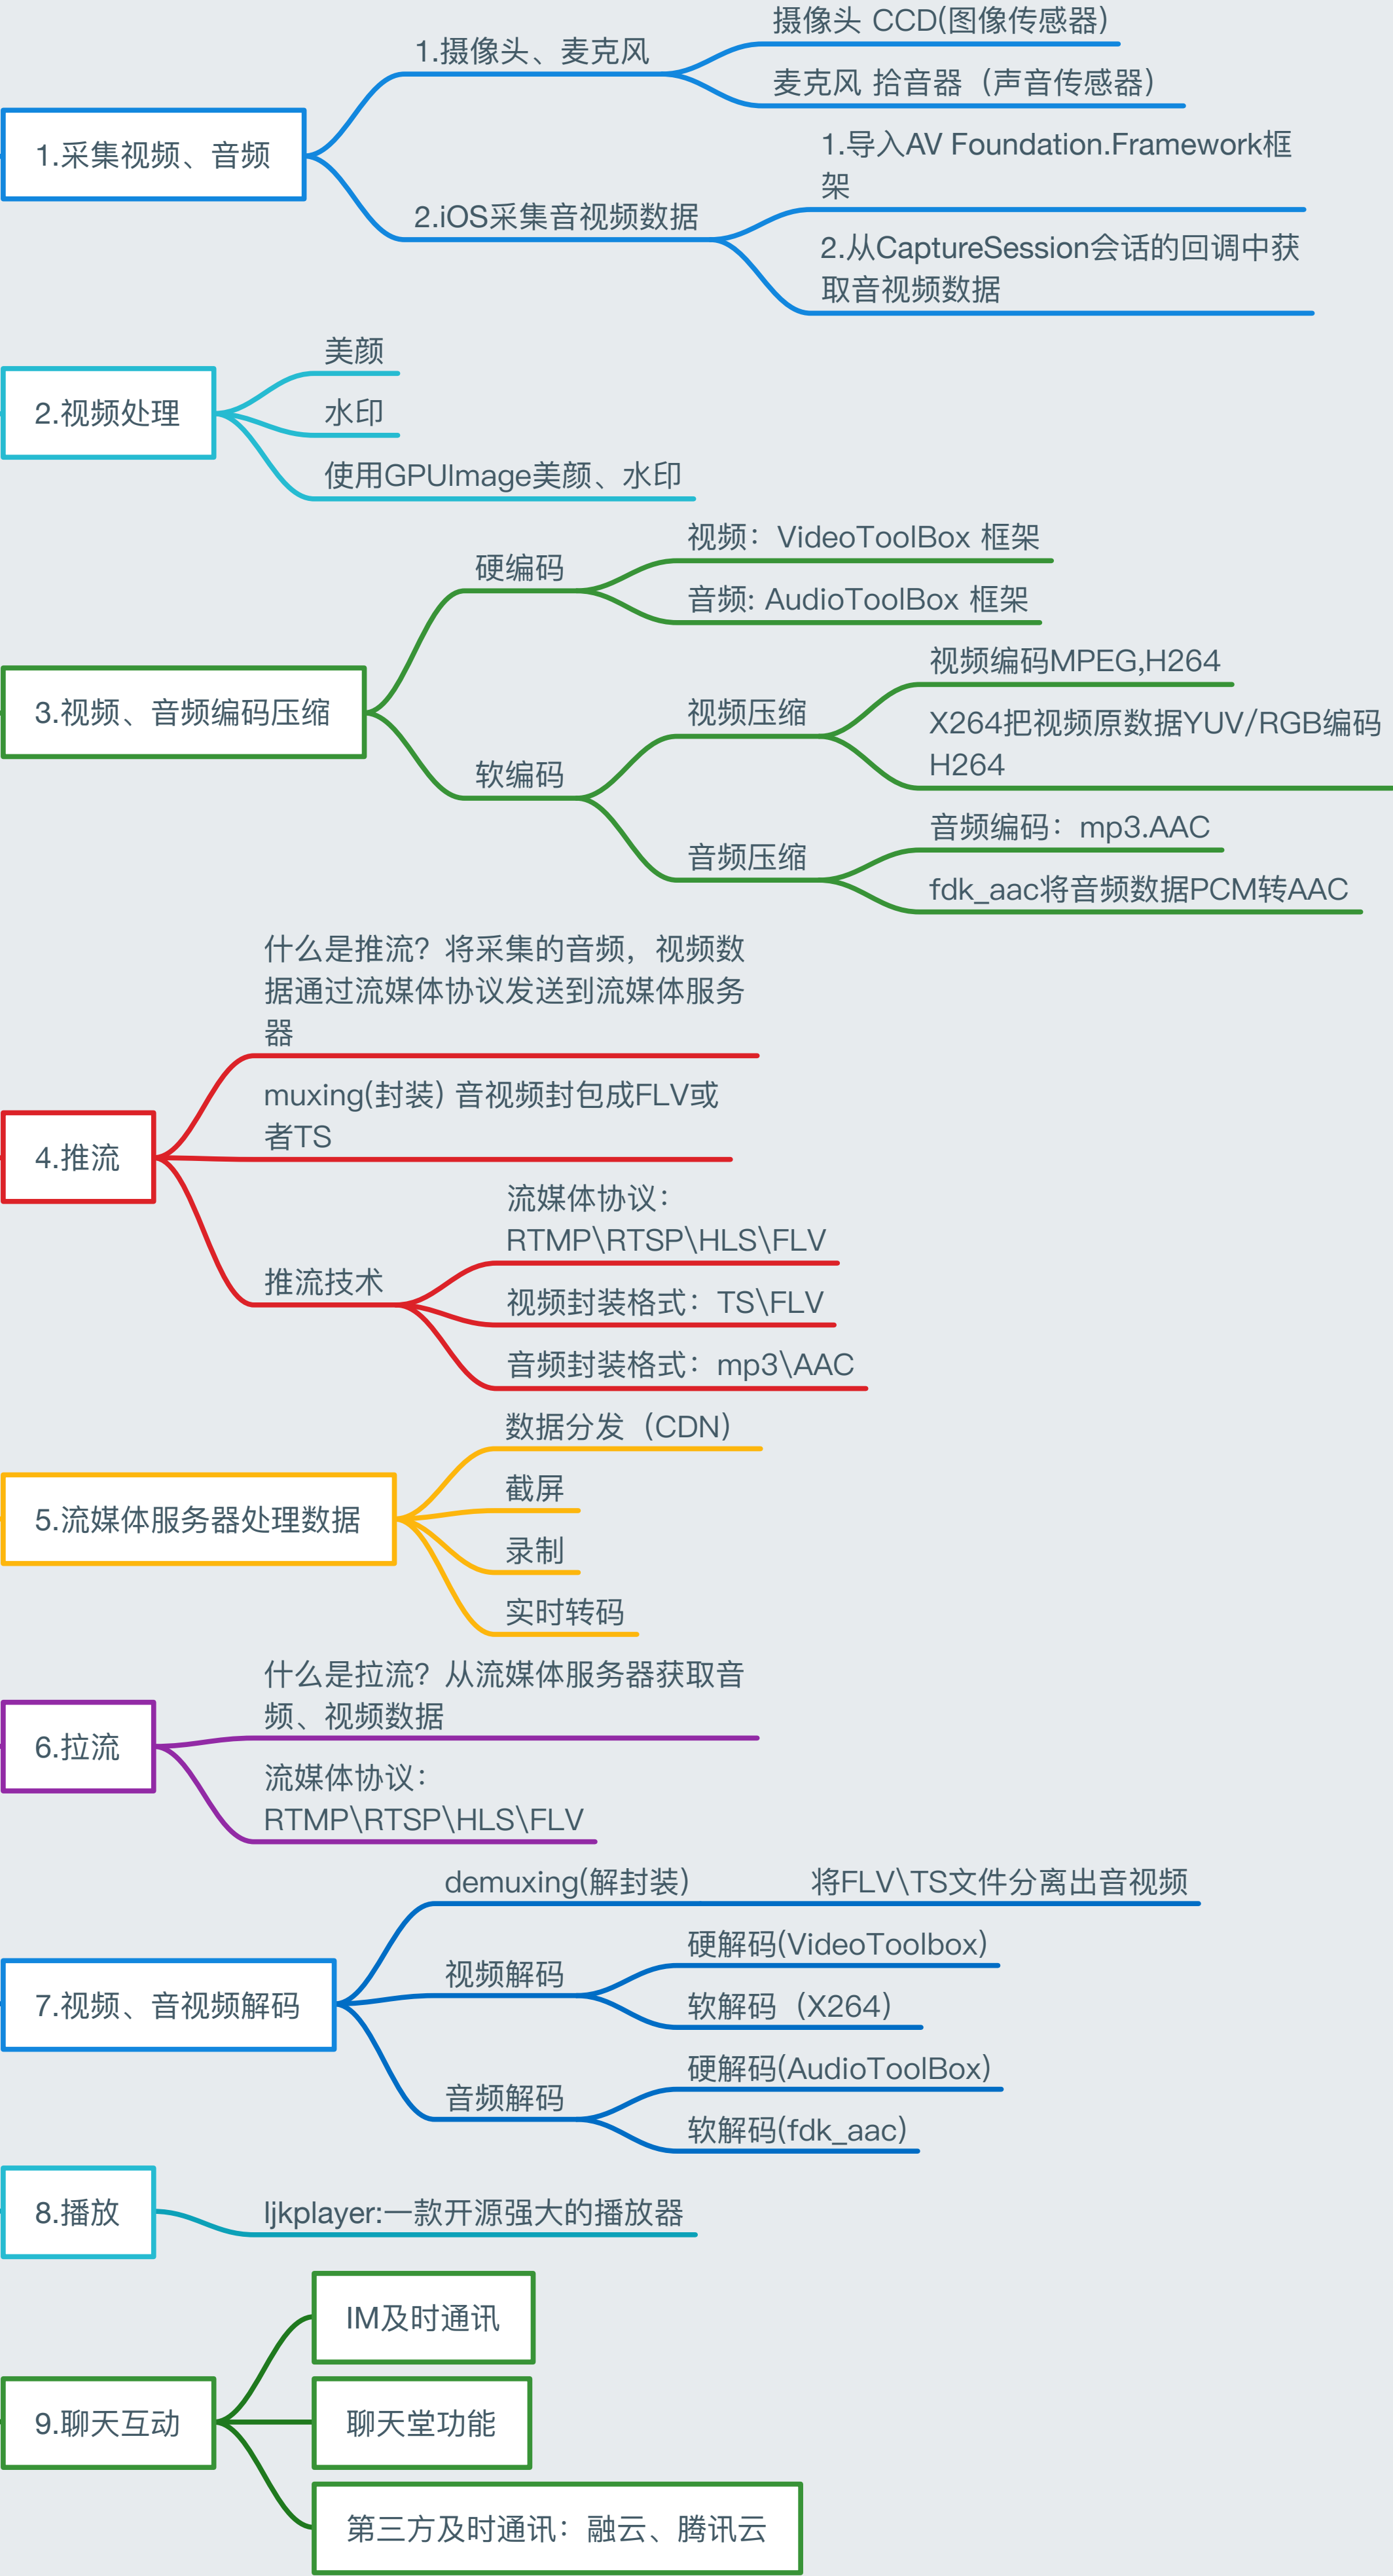 1.采集视频、音频
1.摄像头、麦克风
摄像头 CCD(图像传感器)
麦克风 拾音器（声音传感器）
2.iOS采集音视频数据
1.导入AV Foundation.Framework框
架
2.从CaptureSession会话的回调中获
取音视频数据
2.视频处理
美颜
水印
使用GPUImage美颜、水印
3.视频、音频编码压缩
硬编码
视频：VideoToolBox 框架
音频: AudioToolBox 框架
软编码
视频压缩
视频编码MPEG,H264
X264把视频原数据YUV/RGB编码
H264
音频压缩
音频编码：mp3.AAC
fdk_aac将音频数据PCM转AAC
4.推流
什么是推流？将采集的音频，视频数
据通过流媒体协议发送到流媒体服务
器
muxing(封装) 音视频封包成FLV或
者TS
推流技术
流媒体协议：
RTMP\RTSP\HLS\FLV
视频封装格式：TS\FLV
音频封装格式：mp3\AAC
5.流媒体服务器处理数据
数据分发（CDN）
截屏
录制
实时转码
6.拉流
什么是拉流？从流媒体服务器获取音
频、视频数据
流媒体协议：
RTMP\RTSP\HLS\FLV
7.视频、音视频解码
demuxing(解封装)
将FLV\TS文件分离出音视频
视频解码
硬解码(VideoToolbox)
软解码（X264）
音频解码
硬解码(AudioToolBox)
软解码(fdk_aac)
8.播放
Ijkplayer:一款开源强大的播放器
9.聊天互动
IM及时通讯
聊天堂功能
第三方及时通讯：融云、腾讯云